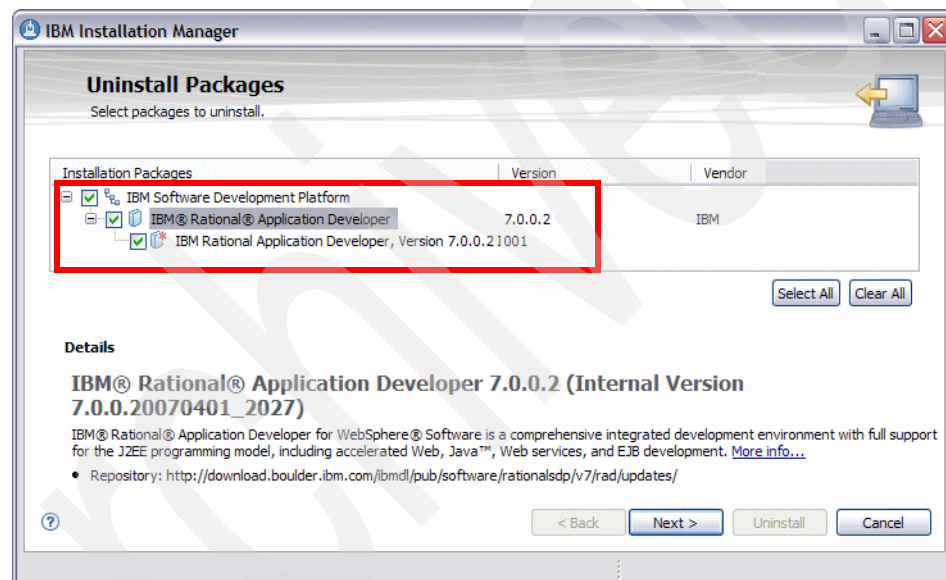 IBM Installation Manager
Uninstall Packages
Select packages to uninstall.
Installation Packages Version Vendor
IBM Software Development Platform
IBM® Rational® Application Developer 7.0.0.2 IBM
IBM Rational Application Developer, Version 7.0.0.21001
Select All Clear All
Details
IBM® Rational® Application Developer 7.0.0.2 (Internal Version
7.0.0.20070401_2027)
IBM® Rational® Application Developer for WebSphere® Software is a comprehensive integrated development environment with full support
for the J2EE programming model, including accelerated Web, Java™, Web services, and EJB development. More info...
• Repository: http://download.boulder.ibm.com/ibmdl/pub/software/rationalsdp/v7/rad/updates/
? < Back Next > Uninstall Cancel